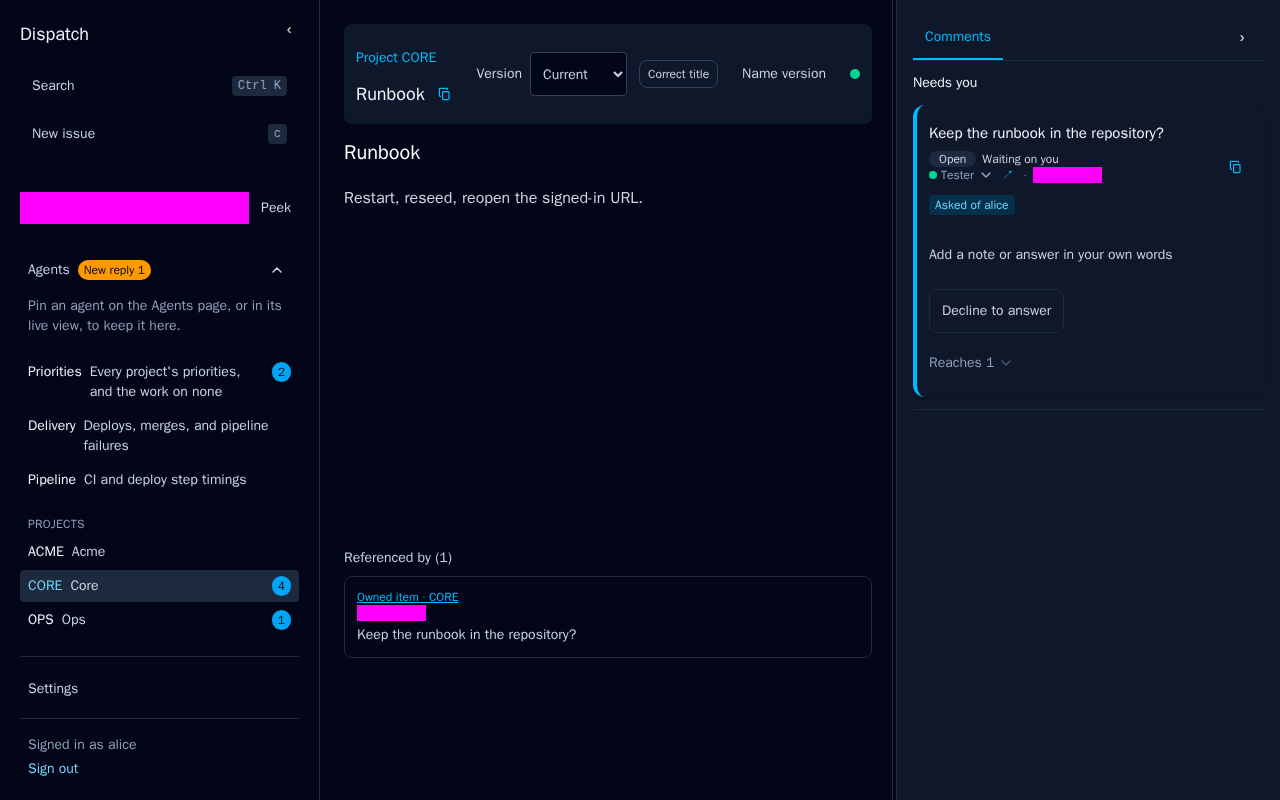 Dispatch
Search
Ctrl K
New issue
C
Peek
Agents
New reply 1
Pin an agent on the Agents page, or in its
live view, to keep it here.
Priorities
Every project's priorities,
and the work on none
2
Delivery
Deploys, merges, and pipeline
failures
Pipeline
CI and deploy step timings
PROJECTS
ACME Acme
CORE Core
4
OPS Ops
1
Settings
Signed in as alice
Sign out
Project CORE
Runbook
Version
Current
Correct title
Name version
Runbook
Restart, reseed, reopen the signed-in URL.
Referenced by (1)
Owned item · CORE
Keep the runbook in the repository?
Comments
Needs you
Keep the runbook in the repository?
Open
Waiting on you
Tester
·
Asked of alice
Add a note or answer in your own words
Decline to answer
Reaches 1